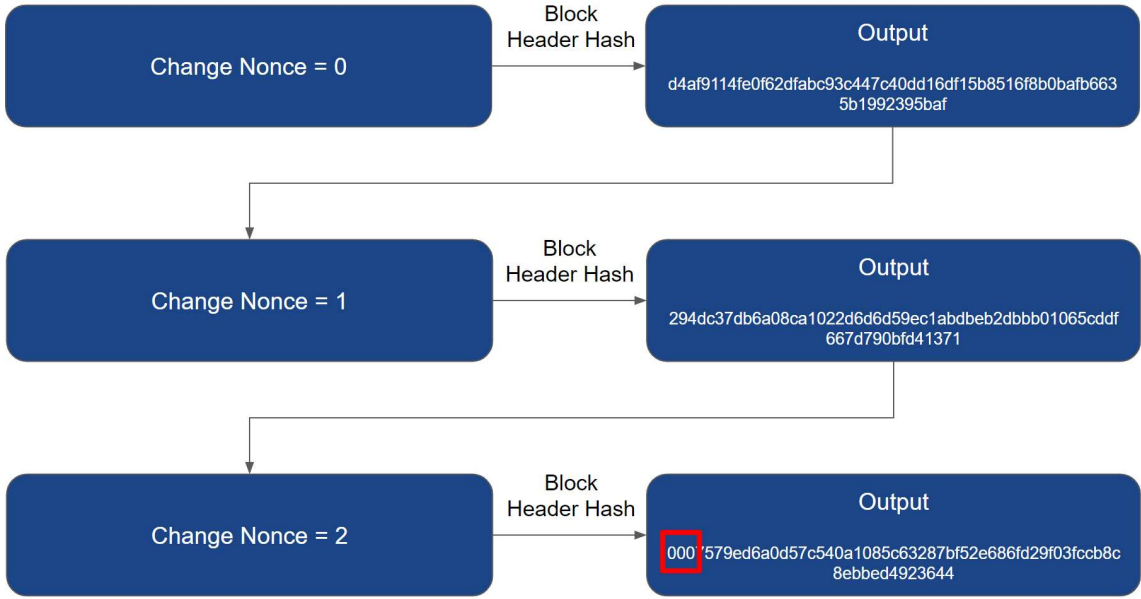 Change Nonce = 0
Block
Header Hash
Output
d4af9114fe0f62dfabc93c447c40dd16df15b8516f8b0bafb663
5b1992395baf
Change Nonce = 1
Block
Header Hash
Output
294dc37db6a08ca1022d6d6d59ec1abdbeb2dbbb01065cddf
667d790bfd41371
Change Nonce = 2
Block
Header Hash
Output
0007579ed6a0d57c540a1085c63287bf52e686fd29f03fccb8c
8ebbed4923644